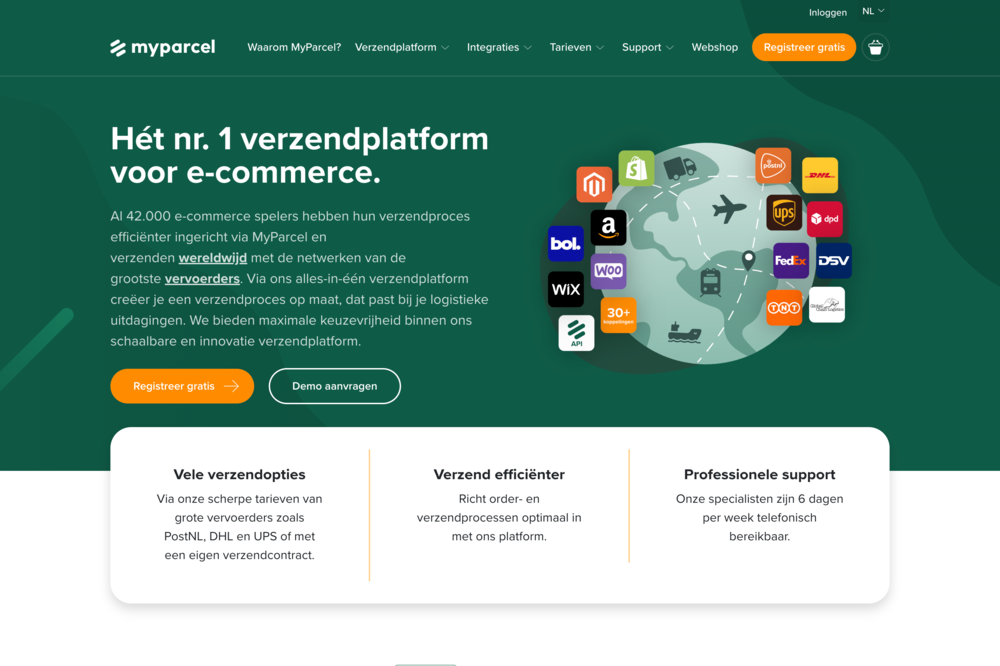 Inloggen NL
myparcel Waarom MyParcel? Verzendplatform Integraties Tarieven Support Webshop Registreer gratis
Hét nr. 1 verzendplatform
voor e-commerce.
Al 42.000 e-commerce spelers hebben hun verzendproces
efficiënter ingericht via MyParcel en
verzenden wereldwijd met de netwerken van de
grootste vervoerders. Via ons alles-in-één verzendplatform
creëer je een verzendproces op maat, dat past bij je logistieke
uitdagingen. We bieden maximale keuzevrijheid binnen ons
schaalbare en innovatie verzendplatform.
Registreer gratis
Demo aanvragen
a
bol.
WOO
WiX
30+
koppelingen
API
postnl
DHL
ups
dpd
FedEx
DSV
TNT
Vele verzendopties
Via onze scherpe tarieven van
grote vervoerders zoals
PostNL, DHL en UPS of met
een eigen verzendcontract.
Verzend efficiënter
Richt order- en
verzendprocessen optimaal in
met ons platform.
Professionele support
Onze specialisten zijn 6 dagen
per week telefonisch
bereikbaar.